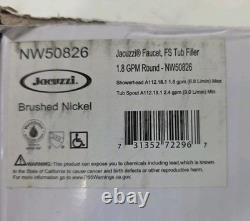 NW50826
Jacuzzi® Faucet, FS Tub Filler
1.8 GPM Round - NW50826
Jacuzzi®
Showerhead A112.18.1 1.8 gpm (6.8 L/min) Max
Tub Spout A112.18.1 2.4 gpm (9.0 L/min) Min
Brushed Nickel
7 31352 72296 7
WARNING: This product can expose you to chemicals including lead, which is known to
the State of California to cause cancer and birth defects or other reproductive harm.
For more information go to www.P65Warnings.ca.gov